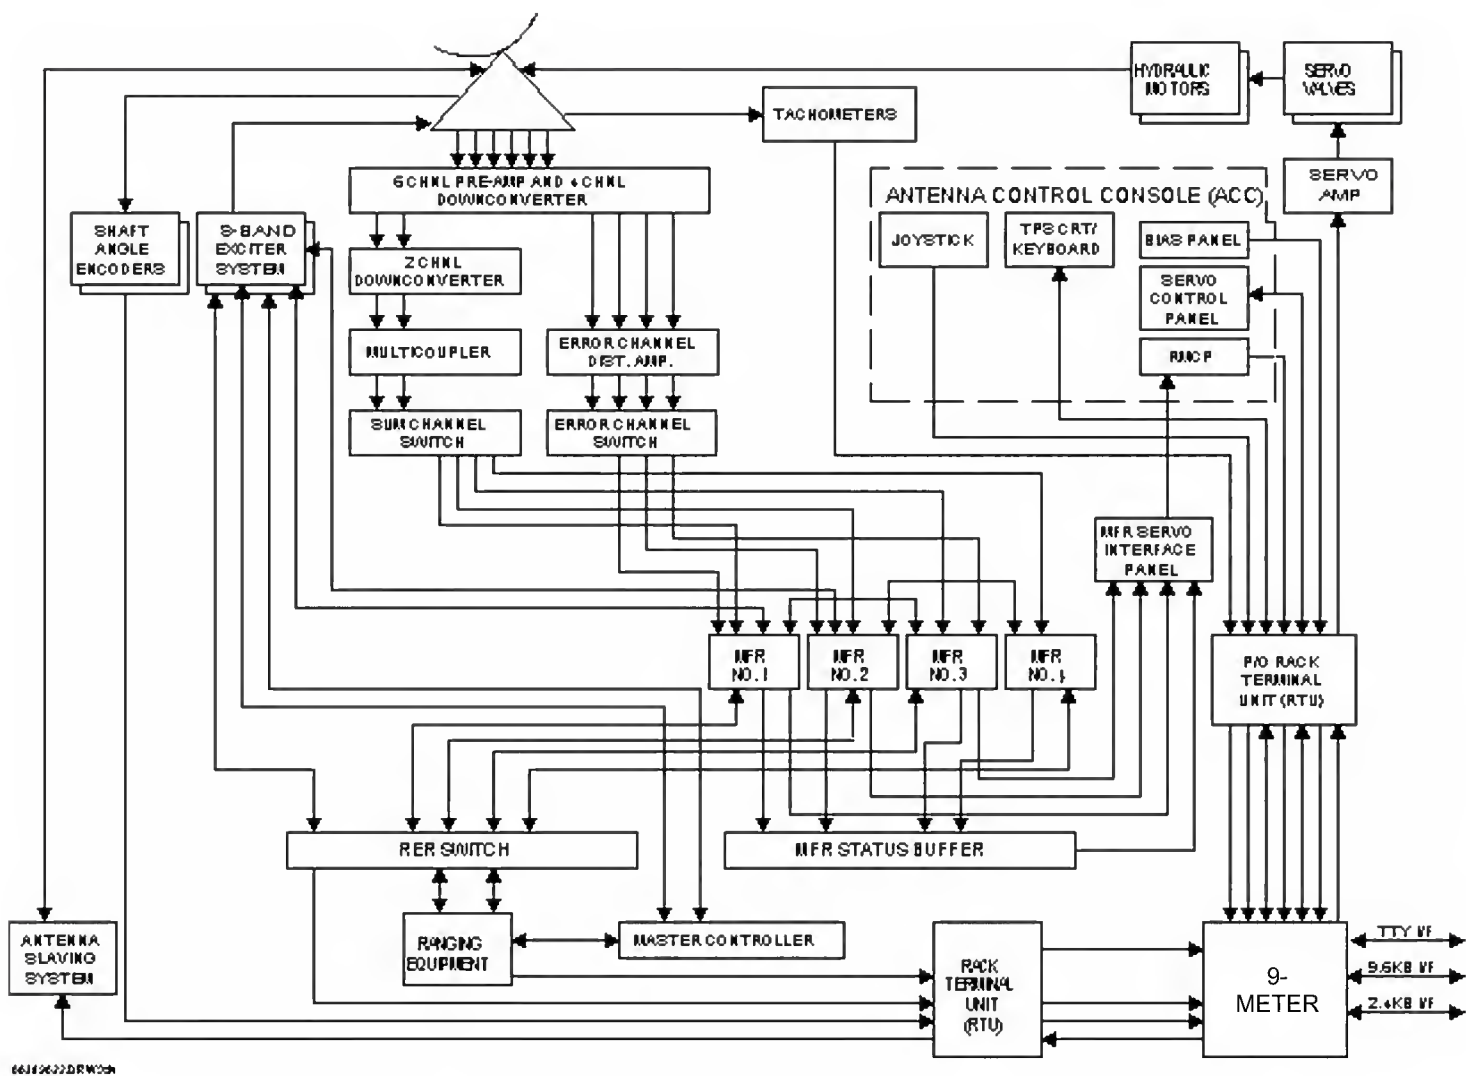 HYDRAULIC
MOTORS
SERVO
VALVES
TACHOMETERS
SERVO
AMP
6 CHNL PRE-AMP AND 4 CHNL
DOWNCONVERTER
ANTENNA CONTROL CONSOLE (ACC)
SHAFT
ANGLE
ENCODERS
S-BAND
EXCITER
SYSTEM
JOYSTICK
TPS CRT/
KEYBOARD
BIAS PANEL
2 CHNL
DOWNCONVERTER
SERVO
CONTROL
PANEL
MULTICOUPLER
ERROR CHANNEL
DIST. AMP.
RMCP
SUM CHANNEL
SWITCH
ERROR CHANNEL
SWITCH
MFR SERVO
INTERFACE
PANEL
MFR
NO. 1
MFR
NO. 2
MFR
NO. 3
MFR
NO. 4
P/O RACK
TERMINAL
UNIT (RTU)
RER SWITCH
MFR STATUS BUFFER
ANTENNA
SLAVING
SYSTEM
RANGING
EQUIPMENT
MASTER CONTROLLER
RACK
TERMINAL
UNIT
(RTU)
9-
METER
TTY I/F
9.6KB I/F
2.4KB I/F